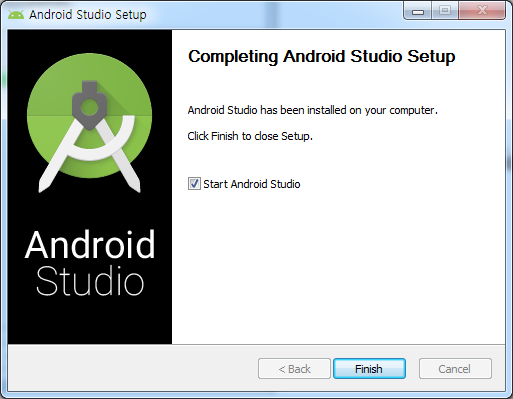 Android Studio Setup
Completing Android Studio Setup
Android Studio has been installed on your computer.
Click Finish to close Setup.
Start Android Studio
Android
Studio
< Back
Finish
Cancel